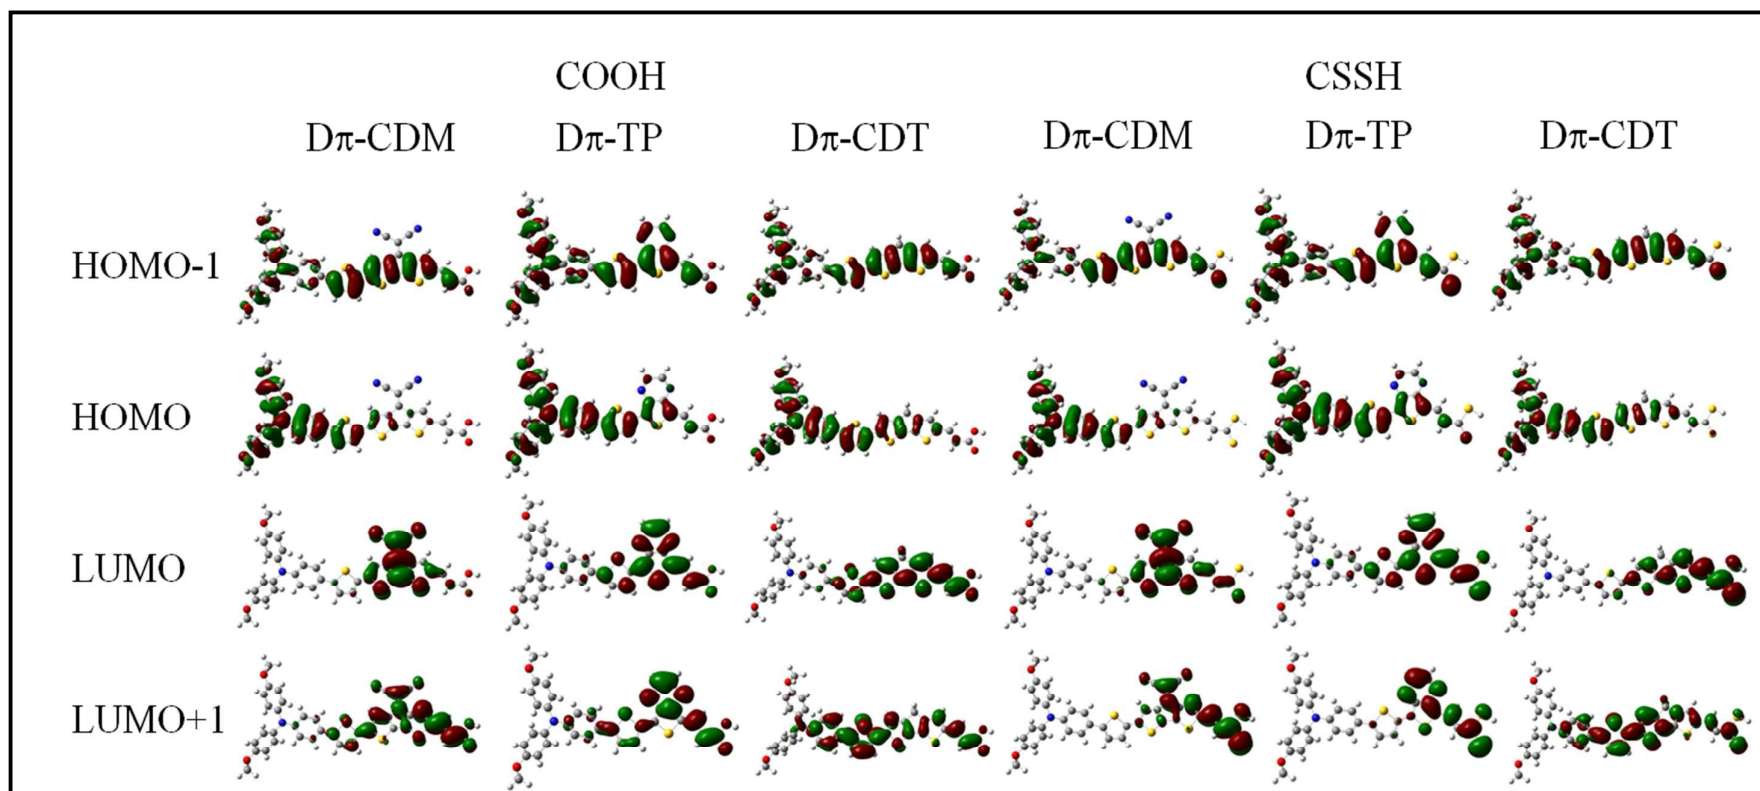 COOH CSSH
Dπ-CDM Dπ-TP Dπ-CDT Dπ-CDM Dπ-TP Dπ-CDT
HOMO-1
HOMO
LUMO
LUMO+1